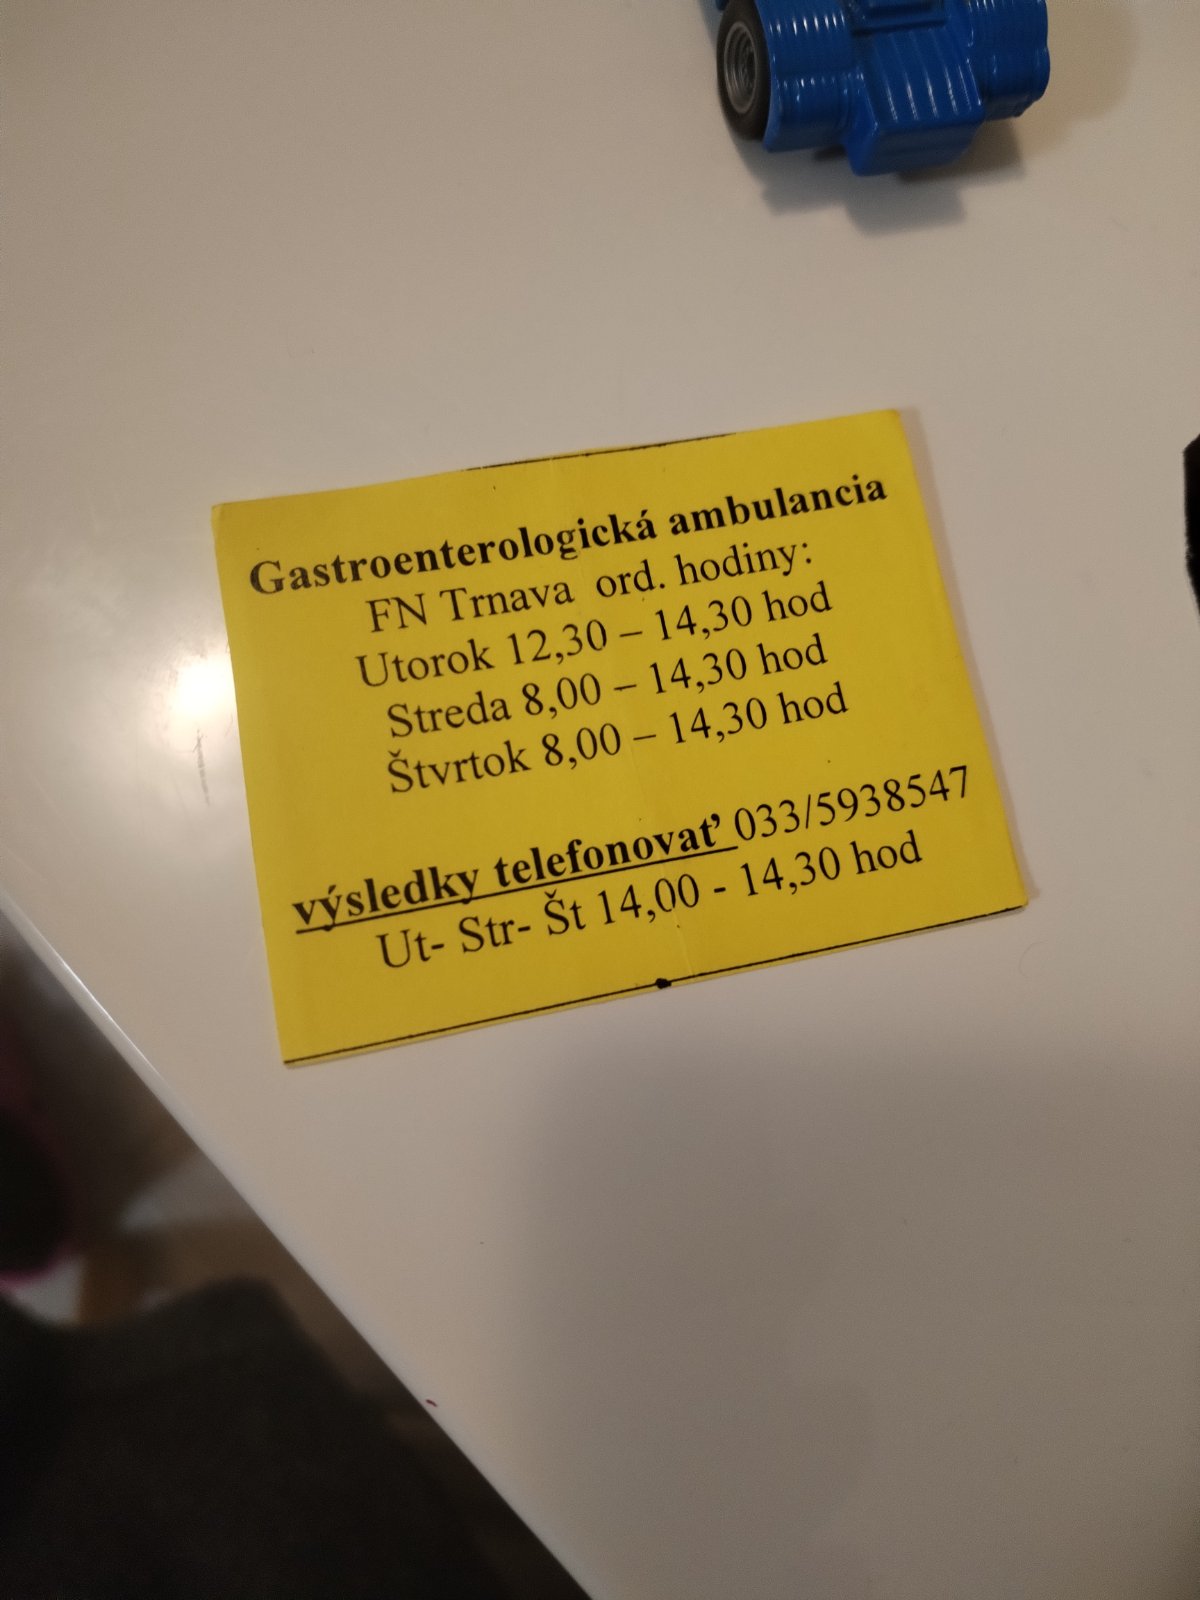 Gastroenterologická ambulancia
FN Trnava ord. hodiny:
Utorok 12,30 – 14,30 hod
Streda 8,00 – 14,30 hod
Štvrtok 8,00 – 14,30 hod
výsledky telefonovať 033/5938547
Ut- Str- Št 14,00 - 14,30 hod